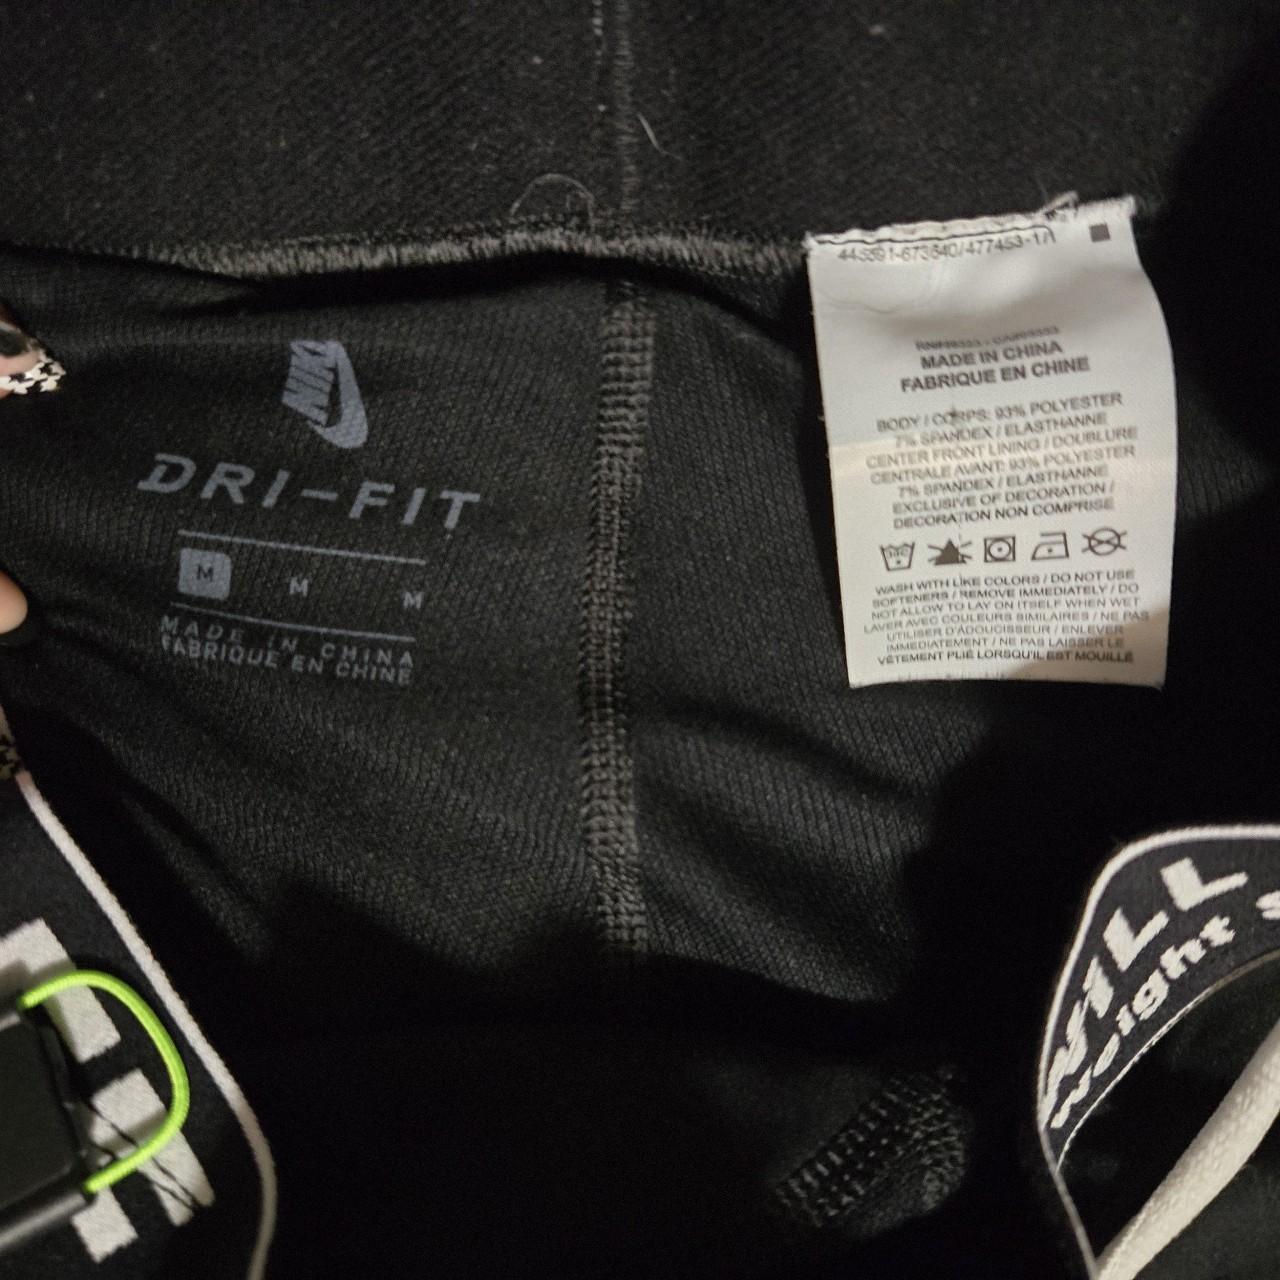 NIKE
DRI-FIT
M M M
MADE IN CHINA
FABRIQUE EN CHINE
MADE IN CHINA
FABRIQUE EN CHINE
BODY / CORPS: 93% POLYESTER
7% SPANDEX / ELASTHANNE
CENTER FRONT LINING / DOUBLURE
CENTRALE AVANT: 93% POLYESTER
7% SPANDEX / ELASTHANNE
EXCLUSIVE OF DECORATION /
DECORATION NON COMPRISE
30C
WASH WITH LIKE COLORS / DO NOT USE
SOFTENERS / REMOVE IMMEDIATELY / DO
NOT ALLOW TO LAY ON ITSELF WHEN WET
LAVER AVEC COULEURS SIMILAIRES / NE PAS
UTILISER D'ADOUCISSEUR / ENLEVER
IMMEDIATEMENT / NE PAS LAISSER LE
VÊTEMENT PLIÉ LORSQU'IL EST MOUILLÉ
WILL
weight